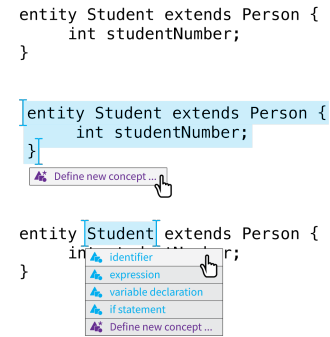 entity Student extends Person {
int studentNumber;
}
entity Student extends Person {
int studentNumber;
}
Define new concept ...
entity Student extends Person {
identifier
expression
variable declaration
if statement
Define new concept ...
}